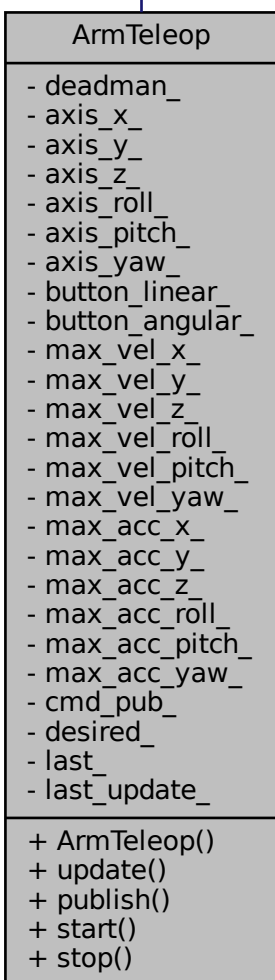 ArmTeleop
- deadman_
- axis_x_
- axis_y_
- axis_z_
- axis_roll_
- axis_pitch_
- axis_yaw_
- button_linear_
- button_angular_
- max_vel_x_
- max_vel_y_
- max_vel_z_
- max_vel_roll_
- max_vel_pitch_
- max_vel_yaw_
- max_acc_x_
- max_acc_y_
- max_acc_z_
- max_acc_roll_
- max_acc_pitch_
- max_acc_yaw_
- cmd_pub_
- desired_
- last_
- last_update_
+ ArmTeleop()
+ update()
+ publish()
+ start()
+ stop()